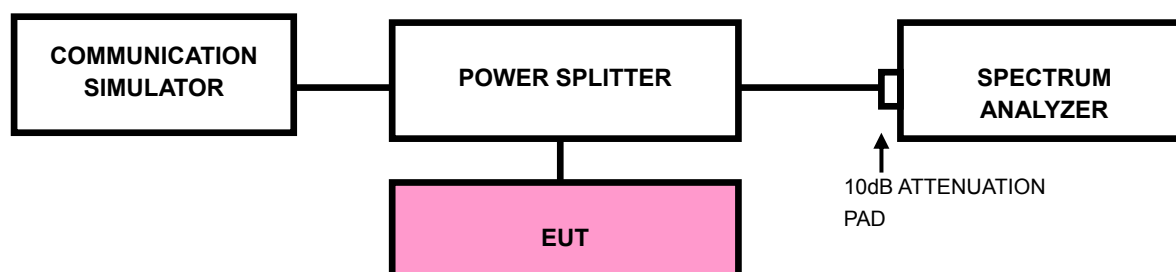 COMMUNICATION
SIMULATOR
POWER SPLITTER
SPECTRUM
ANALYZER
10dB ATTENUATION
PAD
EUT